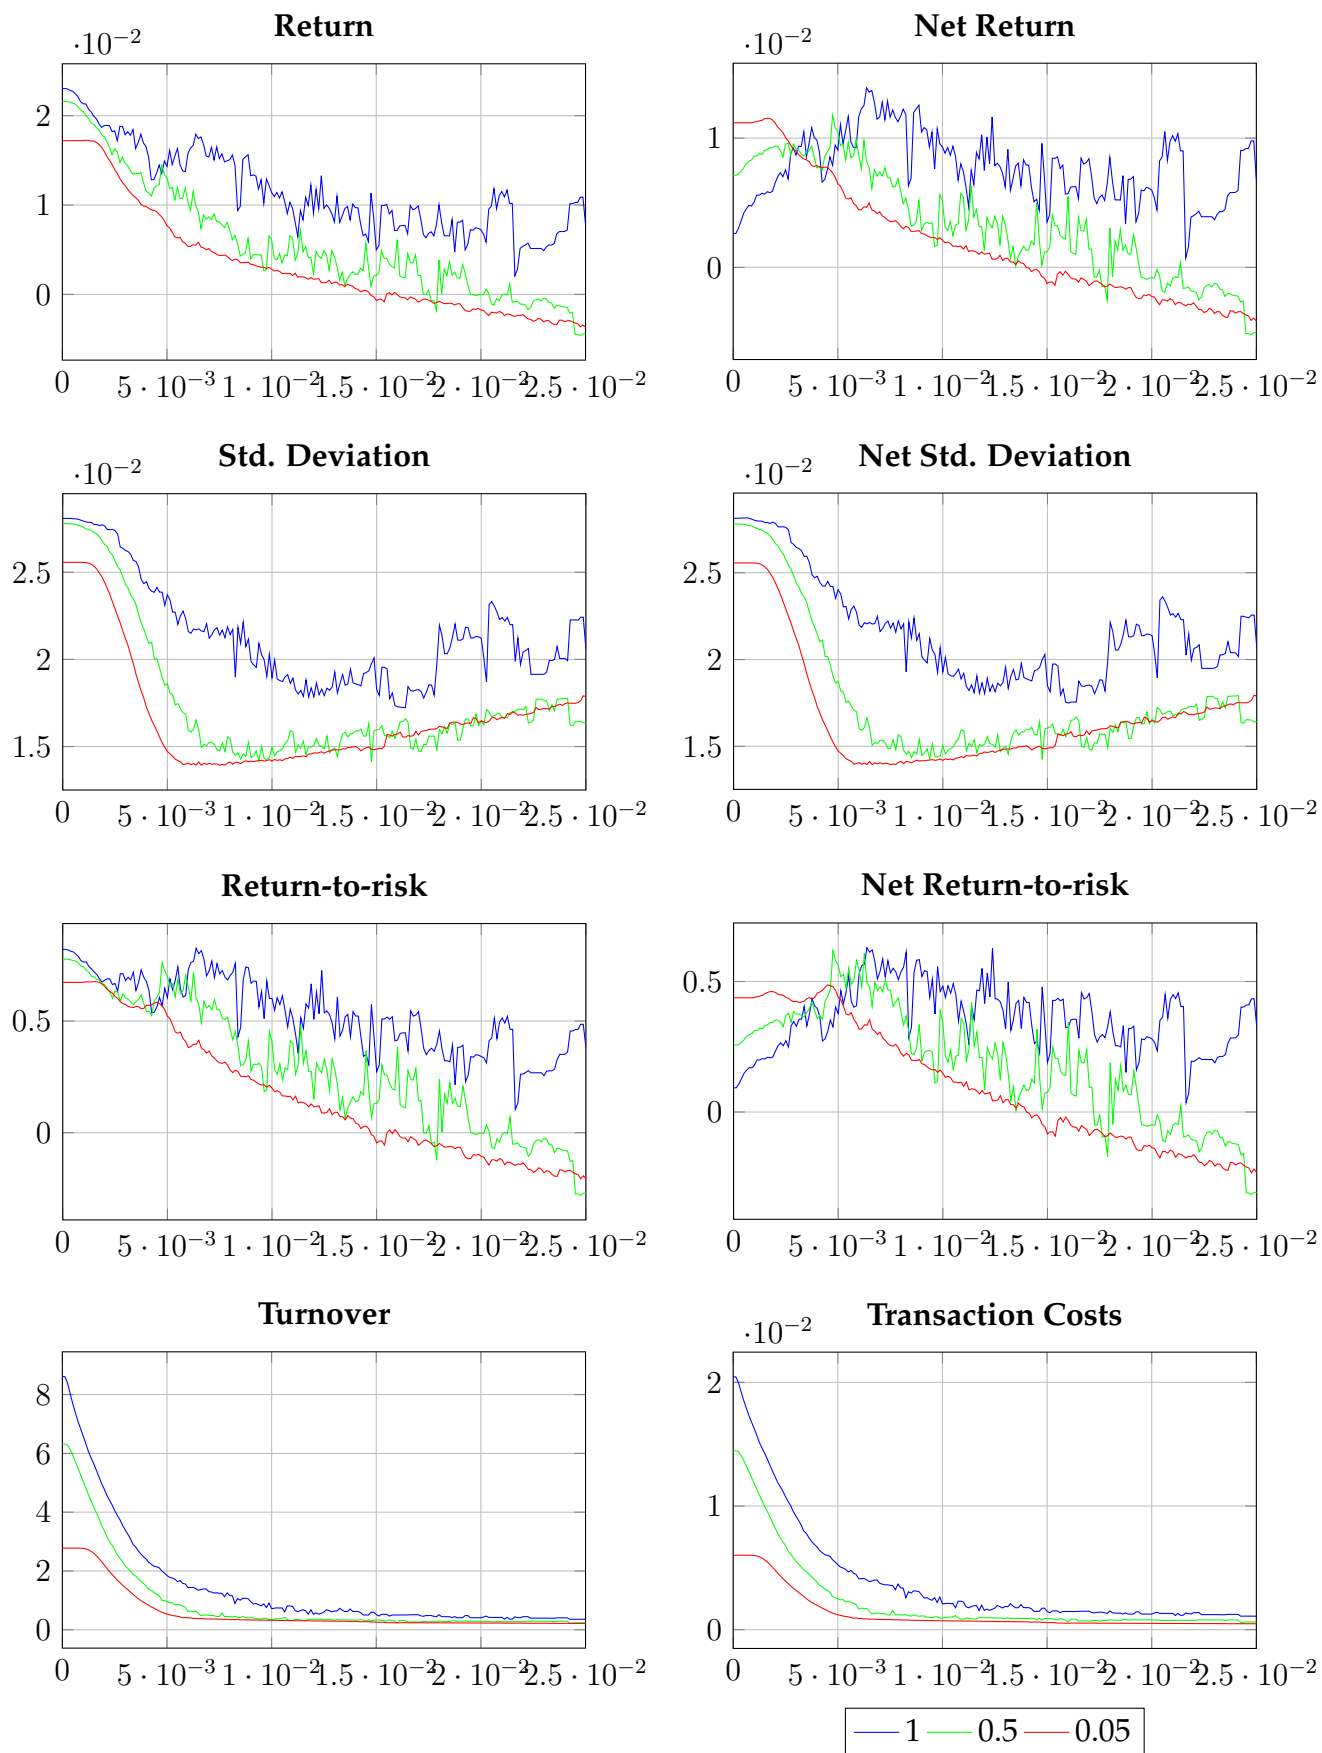 Return
Net Return
·10−2
·10−2
2
1
0
1
0
0 5 · 10−3 1 · 10−2 1.5 · 10−2 2 · 10−2 2.5 · 10−2
0 5 · 10−3 1 · 10−2 1.5 · 10−2 2 · 10−2 2.5 · 10−2
Std. Deviation
Net Std. Deviation
·10−2
·10−2
2.5
2
1.5
2.5
2
1.5
0 5 · 10−3 1 · 10−2 1.5 · 10−2 2 · 10−2 2.5 · 10−2
0 5 · 10−3 1 · 10−2 1.5 · 10−2 2 · 10−2 2.5 · 10−2
Return-to-risk
Net Return-to-risk
0.5
0
0.5
0
0 5 · 10−3 1 · 10−2 1.5 · 10−2 2 · 10−2 2.5 · 10−2
0 5 · 10−3 1 · 10−2 1.5 · 10−2 2 · 10−2 2.5 · 10−2
Turnover
Transaction Costs
·10−2
8
6
4
2
0
2
1
0
0 5 · 10−3 1 · 10−2 1.5 · 10−2 2 · 10−2 2.5 · 10−2
0 5 · 10−3 1 · 10−2 1.5 · 10−2 2 · 10−2 2.5 · 10−2
1 0.5 0.05